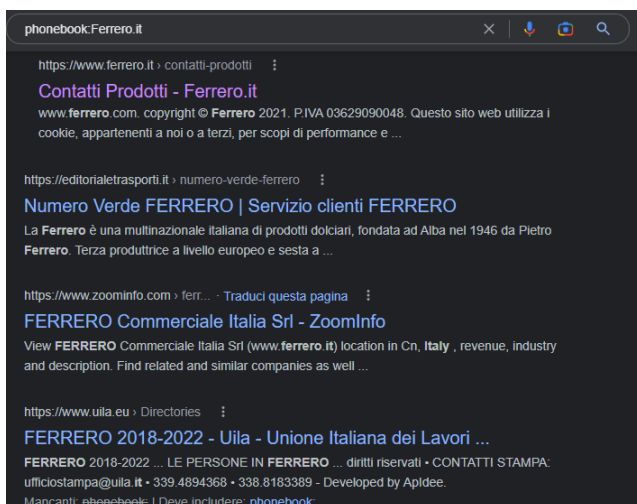 phonebook:Ferrero.it
https://www.ferrero.it › contatti-prodotti
Contatti Prodotti - Ferrero.it
www.ferrero.com. copyright © Ferrero 2021. P.IVA 03629090048. Questo sito web utilizza i
cookie, appartenenti a noi o a terzi, per scopi di performance e ...
https://editorialetrasporti.it › numero-verde-ferrero
Numero Verde FERRERO | Servizio clienti FERRERO
La Ferrero è una multinazionale italiana di prodotti dolciari, fondata ad Alba nel 1946 da Pietro
Ferrero. Terza produttrice a livello europeo e sesta a ...
https://www.zoominfo.com › ferr... · Traduci questa pagina
FERRERO Commerciale Italia Srl - ZoomInfo
View FERRERO Commerciale Italia Srl (www.ferrero.it) location in Cn, Italy , revenue, industry
and description. Find related and similar companies as well ...
https://www.uila.eu › Directories
FERRERO 2018-2022 - Uila - Unione Italiana dei Lavori ...
FERRERO 2018-2022 ... LE PERSONE IN FERRERO ... diritti riservati • CONTATTI STAMPA:
ufficiostampa@uila.it • 339.4894368 • 338.8183389 - Developed by Apldee.
Mancanti: phonebook: | Deve includere: phonebook: